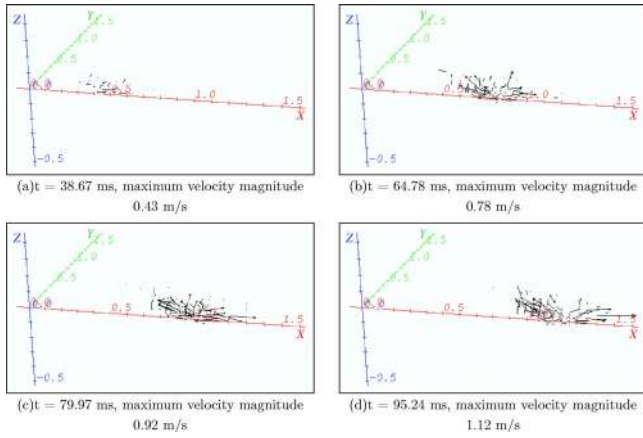 Z
Y
1.5
1.0
0.5
0.0
0.5
1.0
1.5
X
-0.5
(a)t = 38.67 ms, maximum velocity magnitude
0.43 m/s
Z
Y
1.5
1.0
0.5
0.0
0.5
1.5
X
-0.5
(b)t = 64.78 ms, maximum velocity magnitude
0.78 m/s
Z
Y
1.5
1.0
0.5
0.5
1.5
X
-0.5
(c)t = 79.97 ms, maximum velocity magnitude
0.92 m/s
Z
Y
1.5
1.0
0.5
0.5
1.5
X
-0.5
(d)t = 95.24 ms, maximum velocity magnitude
1.12 m/s